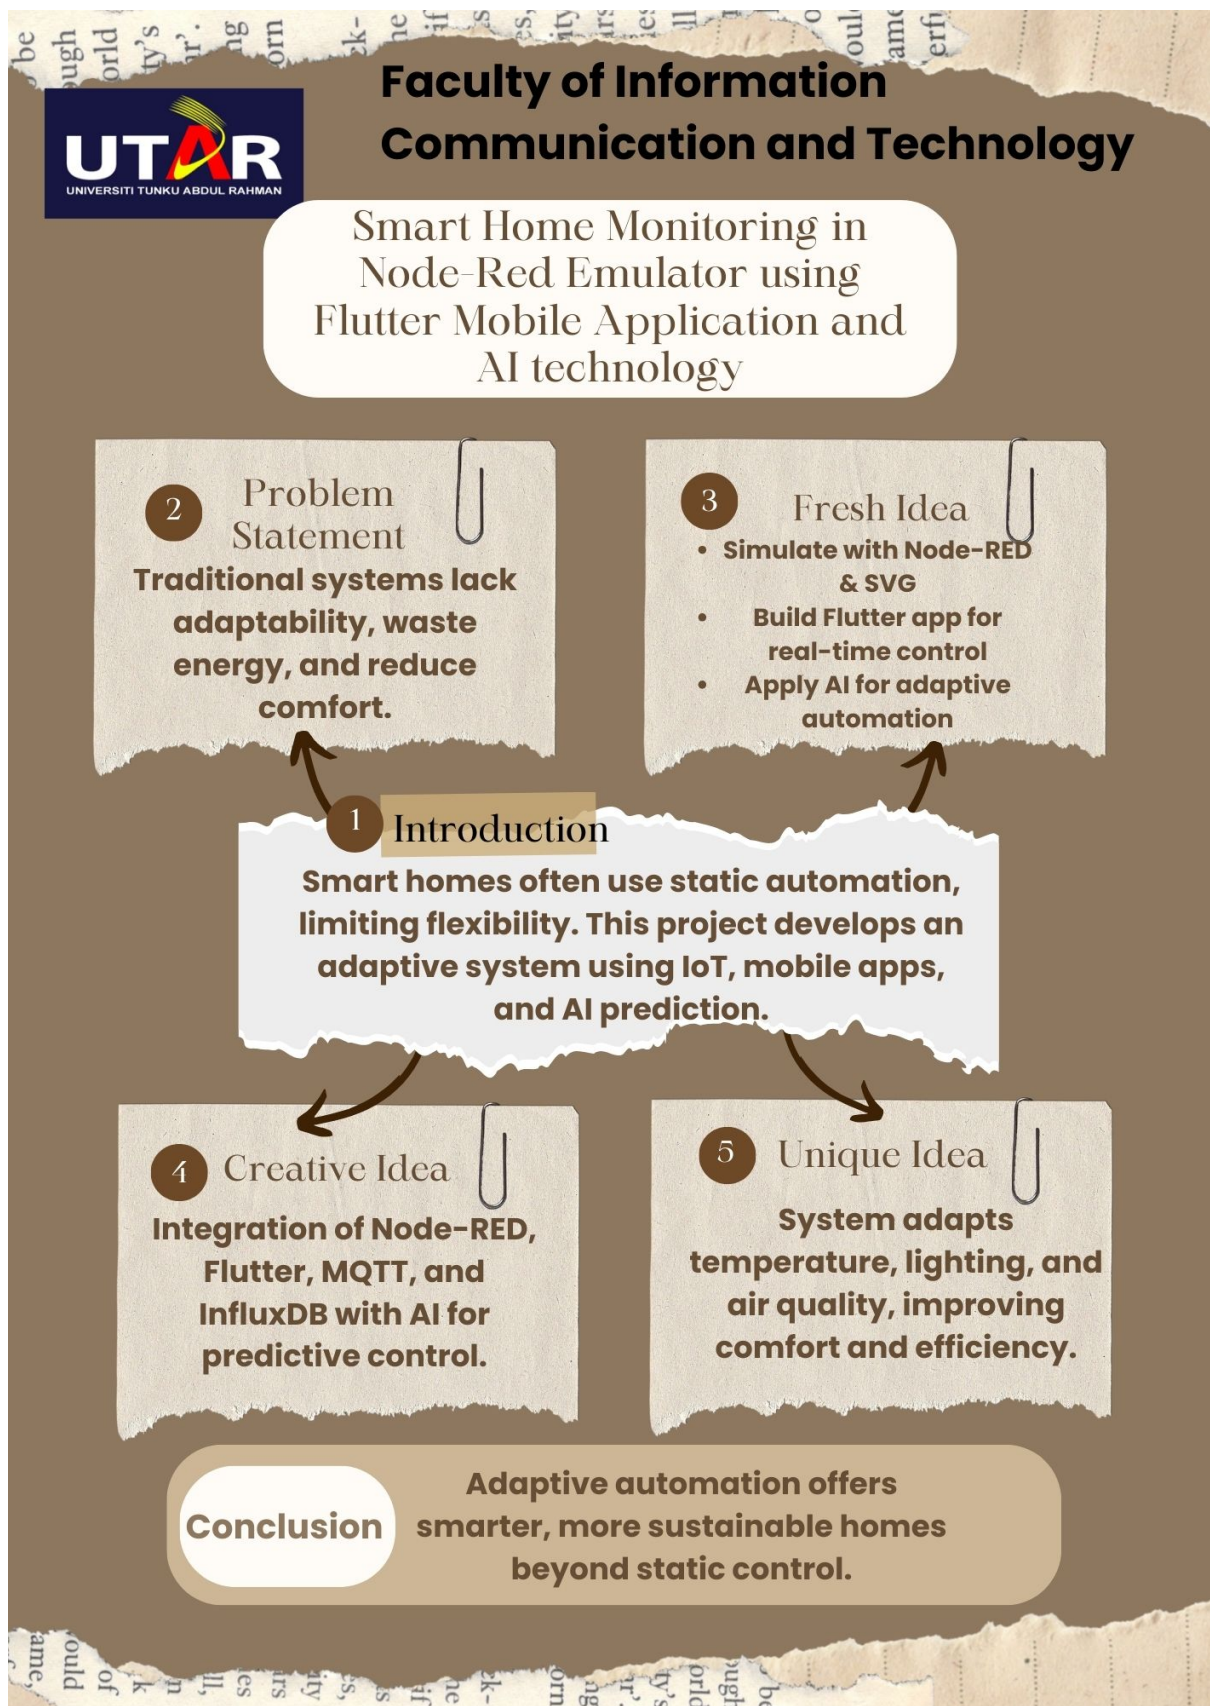 Faculty of Information
Communication and Technology
UTAR
UNIVERSITI TUNKU ABDUL RAHMAN
Smart Home Monitoring in
Node-Red Emulator using
Flutter Mobile Application and
AI technology
2
Problem
Statement
Traditional systems lack
adaptability, waste
energy, and reduce
comfort.
3
Fresh Idea
• Simulate with Node-RED
& SVG
• Build Flutter app for
real-time control
• Apply AI for adaptive
automation
1
Introduction
Smart homes often use static automation,
limiting flexibility. This project develops an
adaptive system using IoT, mobile apps,
and AI prediction.
4
Creative Idea
Integration of Node-RED,
Flutter, MQTT, and
InfluxDB with AI for
predictive control.
5
Unique Idea
System adapts
temperature, lighting, and
air quality, improving
comfort and efficiency.
Conclusion
Adaptive automation offers
smarter, more sustainable homes
beyond static control.